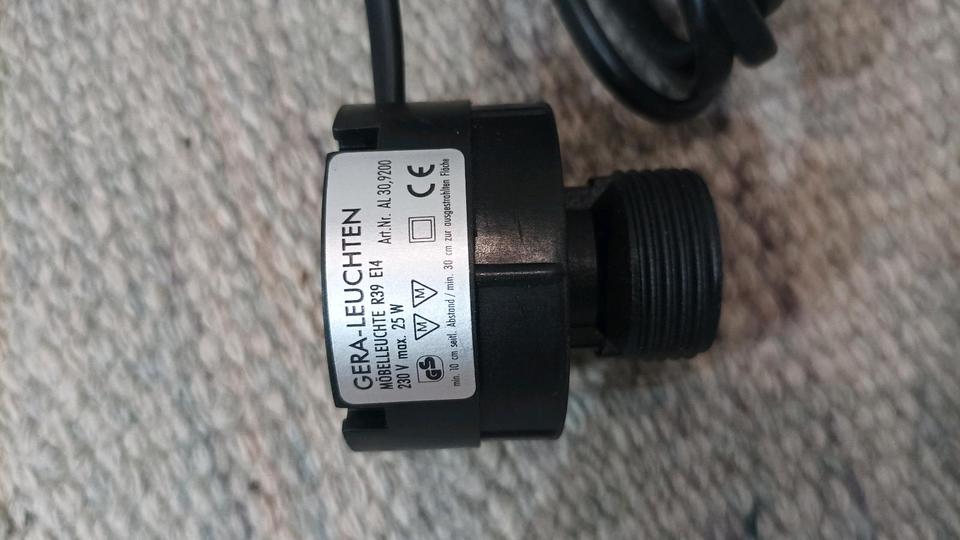 GERA-LEUCHTEN
MÖBELLEUCHTE R39 E14 Art.Nr. AL 30,9200
230 V max. 25 W
GS M M CE
min. 10 cm seitl. Abstand / min. 30 cm zur ausgestrahlten Fläche